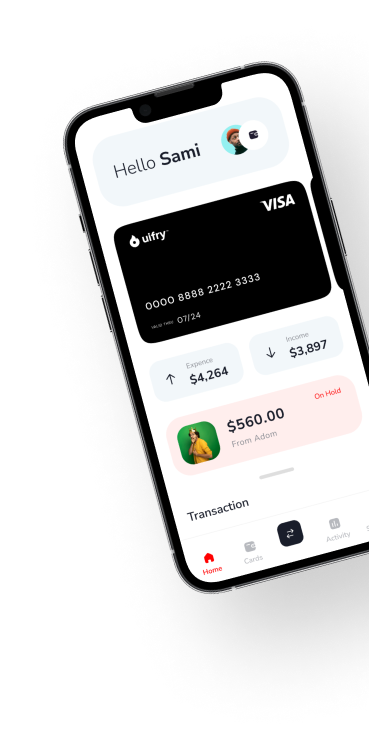 Hello Sami
uifry
VISA
0000 8888 2222 3333
VALID THRU 07/24
Expence
$4,264
Income
$3,897
On Hold
$560.00
From Adom
Transaction
Home
Cards
Activity